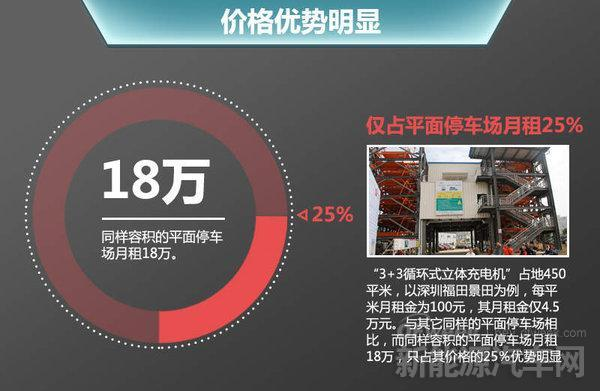 价格优势明显
18万
同样容积的平面停车
场月租18万。
25%
仅占平面停车场月租25%
“3+3循环式立体充电机”占地450
平米，以深圳福田景田为例，每平
米月租金为100元，其月租金仅4.5
万元。与其它同样的平面停车场相
比，而同样容积的平面停车场月租
18万，只占其价格的25%优势明显
新能源汽车网